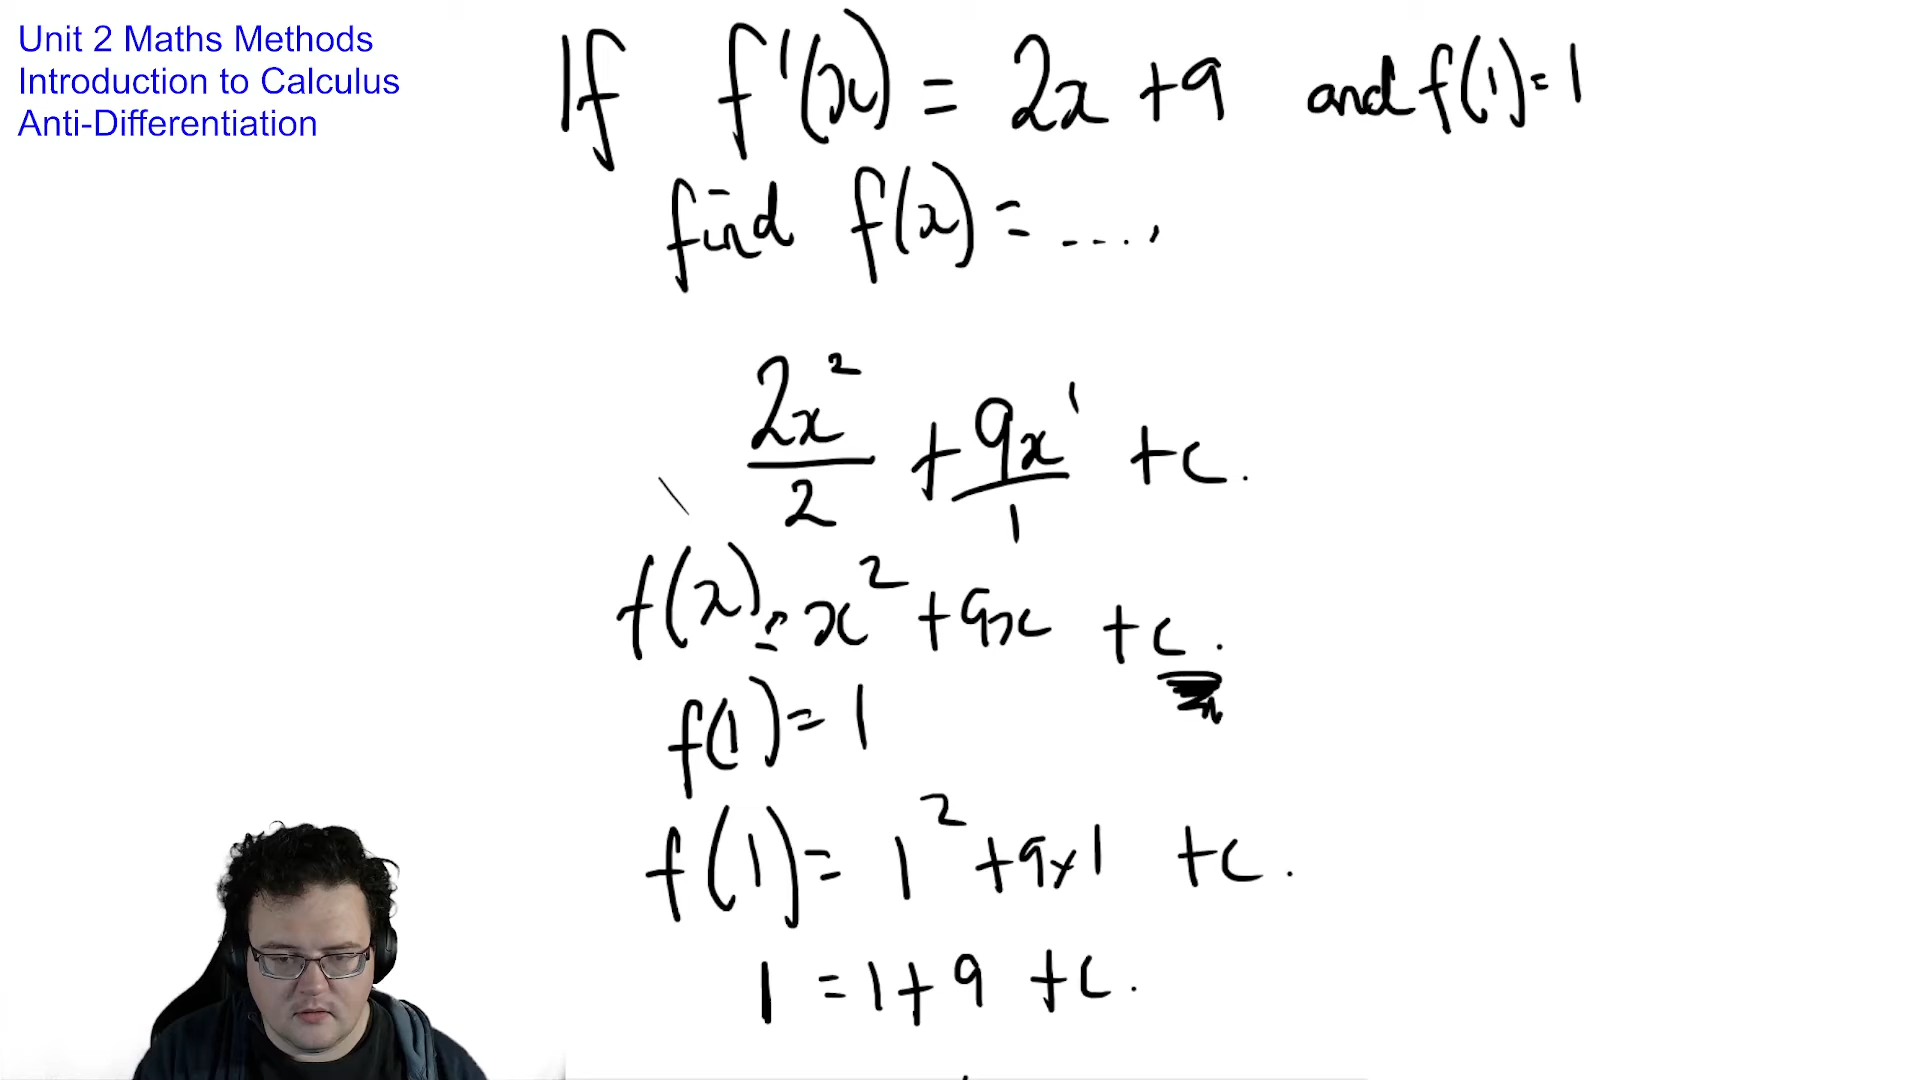 Unit 2 Maths Methods
Introduction to Calculus
Anti-Differentiation
If f'(x) = 2x + 9 and f(1) = 1
find f(x) = ....,
2x²/2 + 9x¹/1 + c.
f(x) = x² + 9x + c.
f(1) = 1
f(1) = 1² + 9 x 1 + c.
1 = 1 + 9 + c.